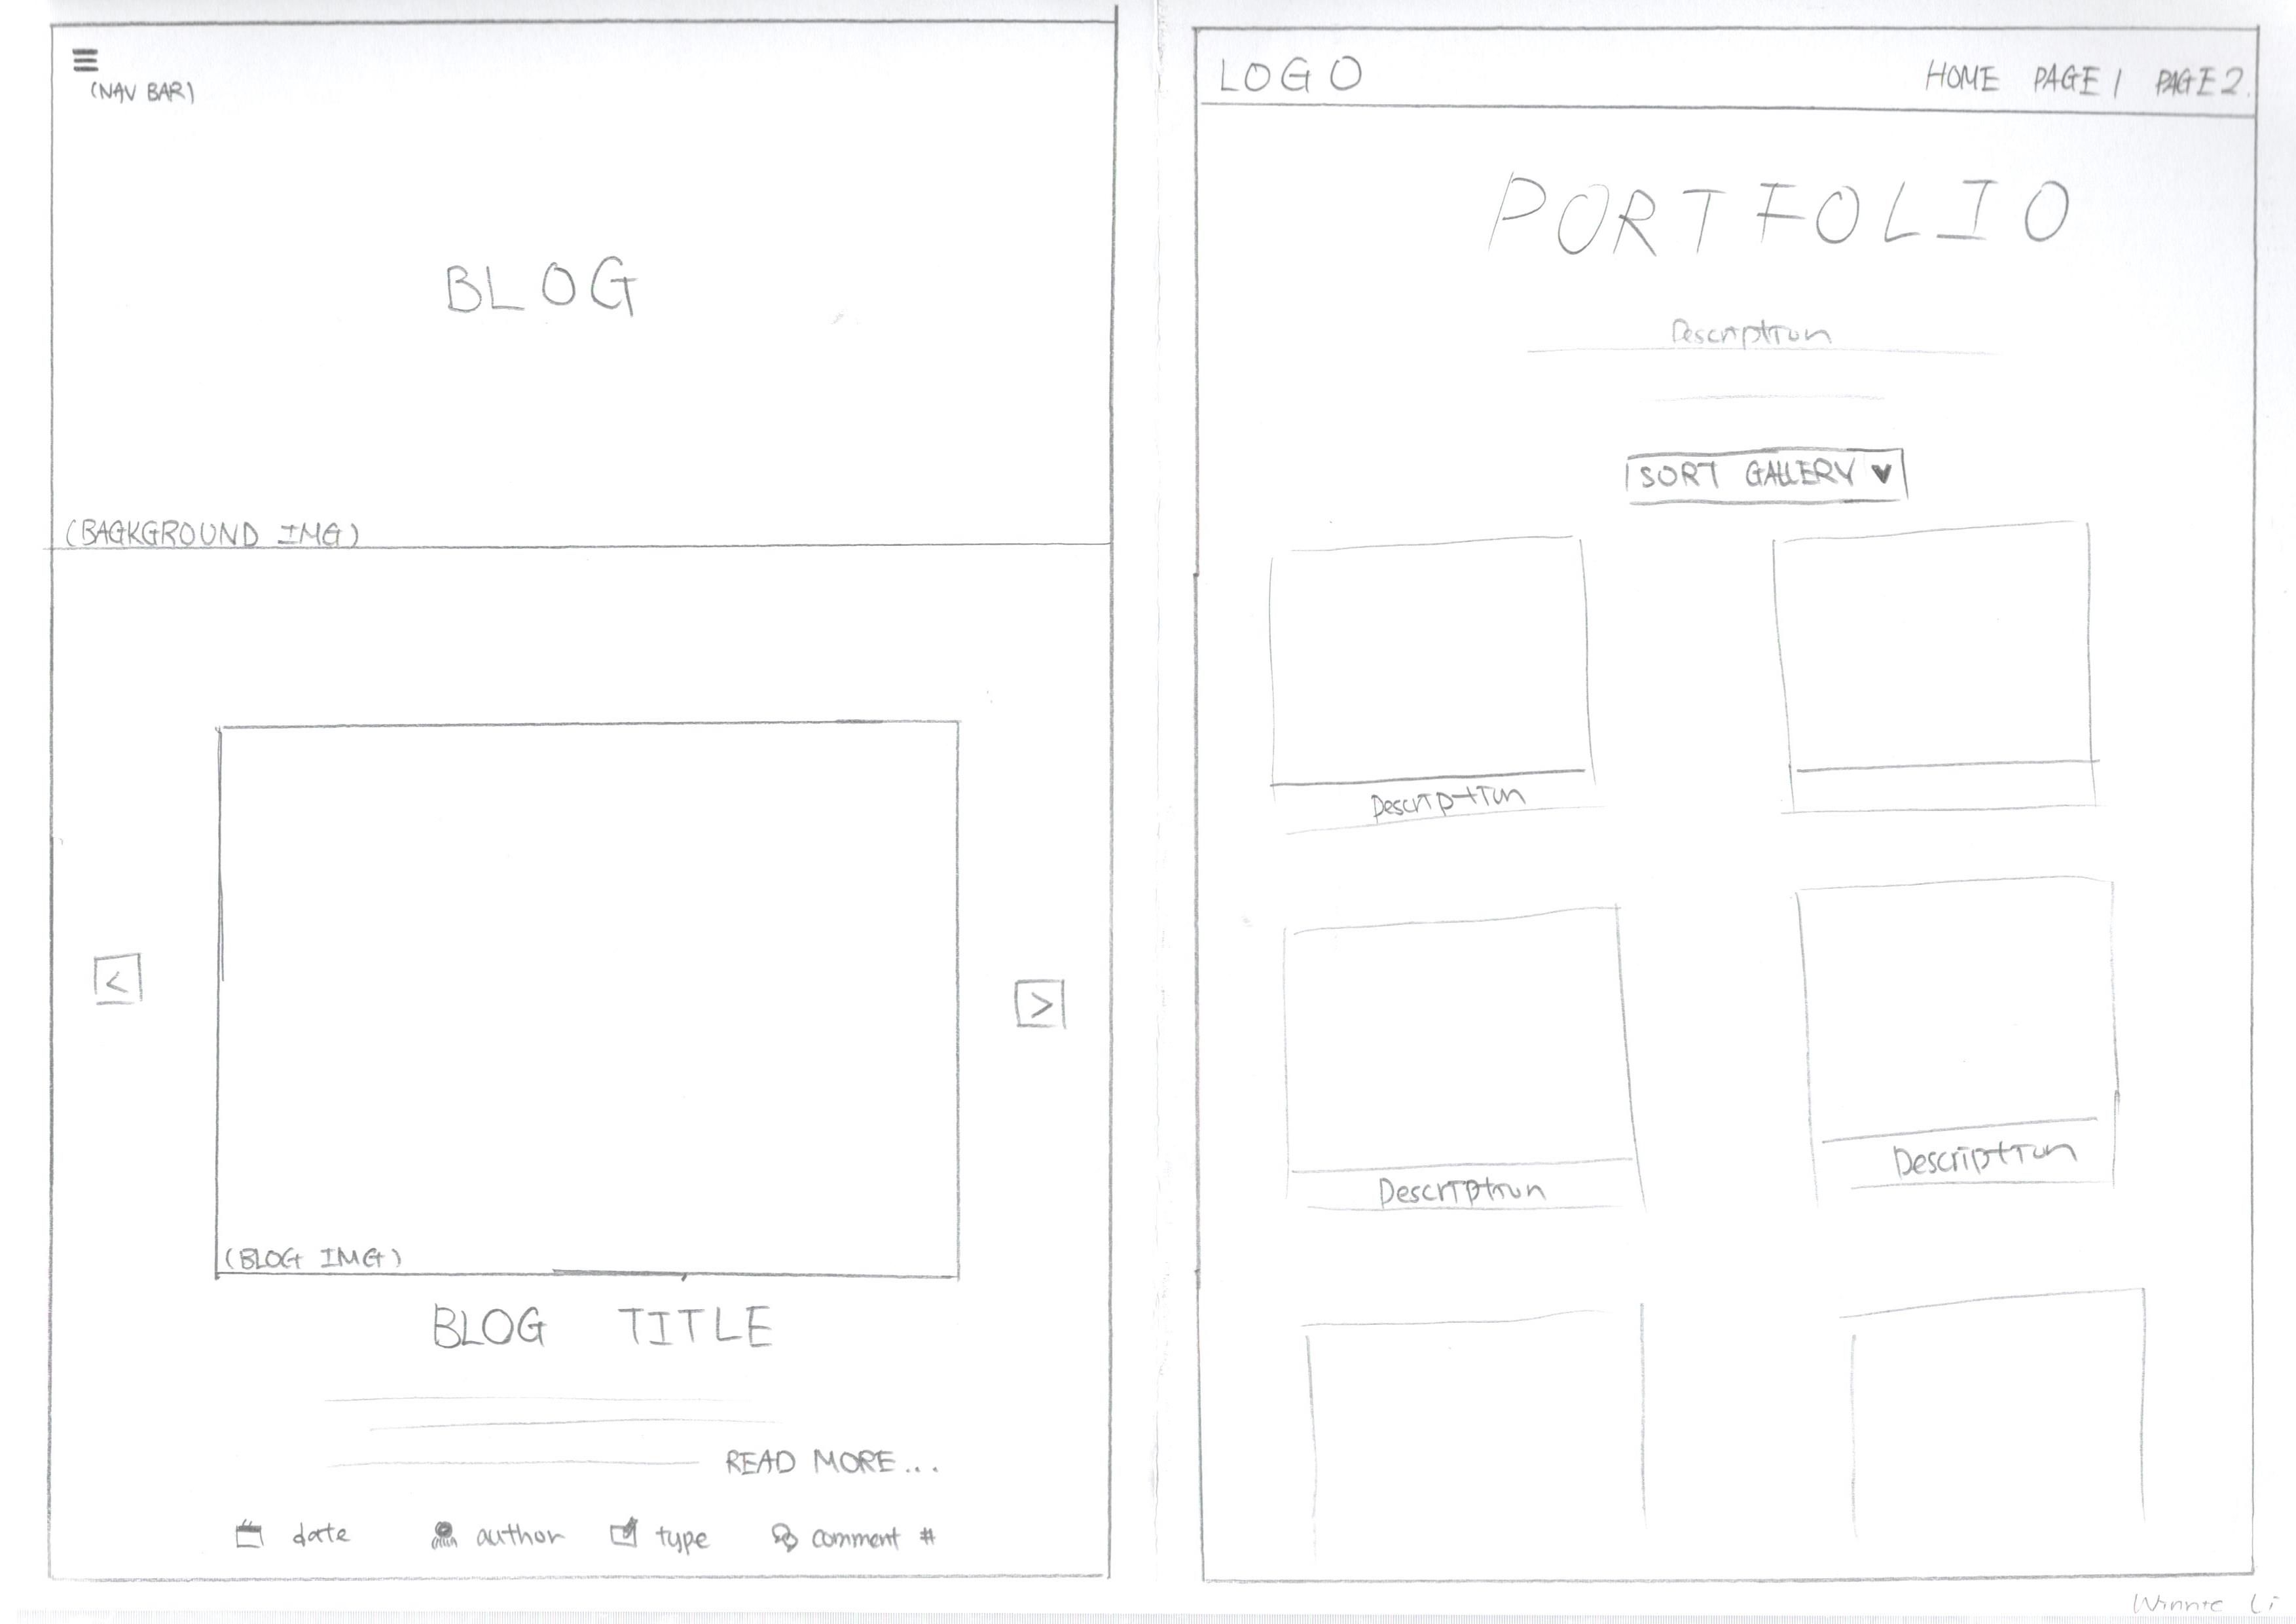 (NAV BAR)
BLOG
(BAGKGROUND IMG)
<
>
(BLOG IMG)
BLOG TITLE
READ MORE...
date author type comment #
LOGO HOME PAGE 1 PAGE 2.
PORTFOLIO
Description
SORT GALLERY
Description
Description
Description
Winnie Li